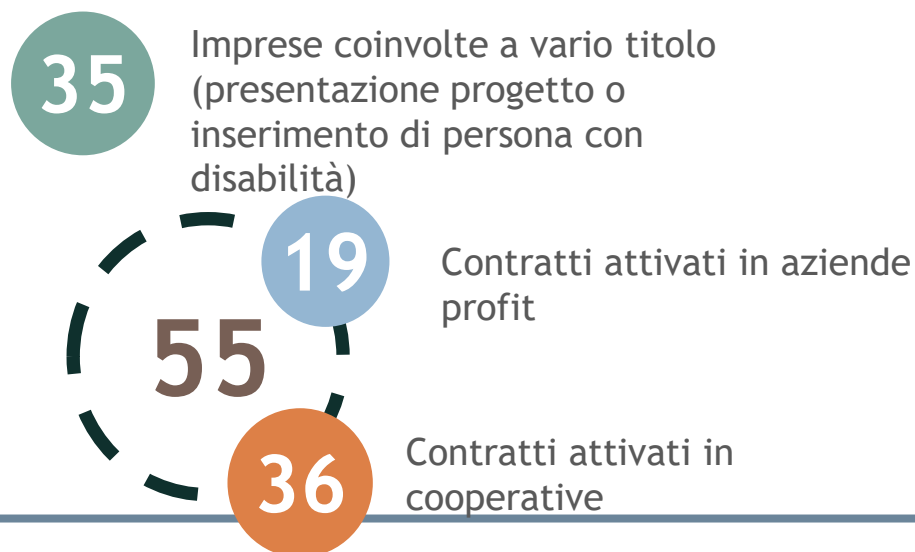 35
Imprese coinvolte a vario titolo
(presentazione progetto o
inserimento di persona con
disabilità)
19
Contratti attivati in aziende
profit
55
36
Contratti attivati in
cooperative